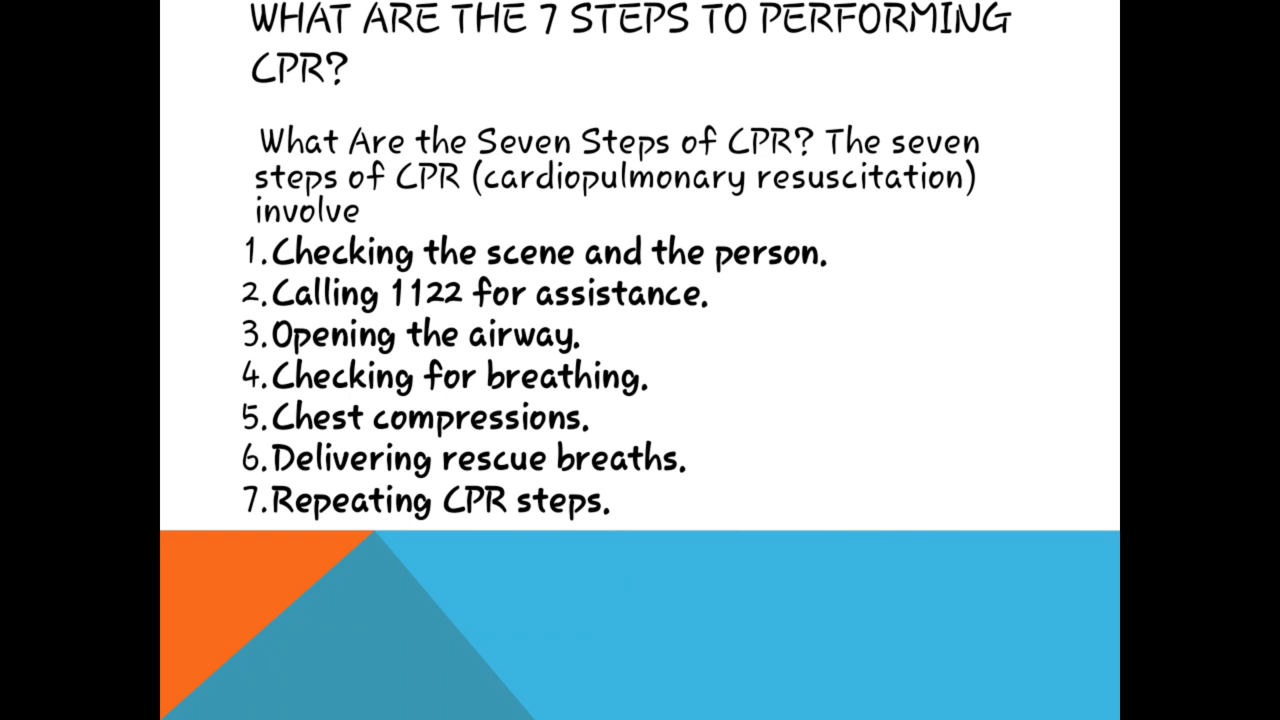 WHAT ARE THE 7 STEPS TO PERFORMING
CPR?
What Are the Seven Steps of CPR? The seven
steps of CPR (cardiopulmonary resuscitation)
involve
1.Checking the scene and the person.
2.Calling 1122 for assistance.
3.Opening the airway.
4.Checking for breathing.
5.Chest compressions.
6.Delivering rescue breaths.
7.Repeating CPR steps.